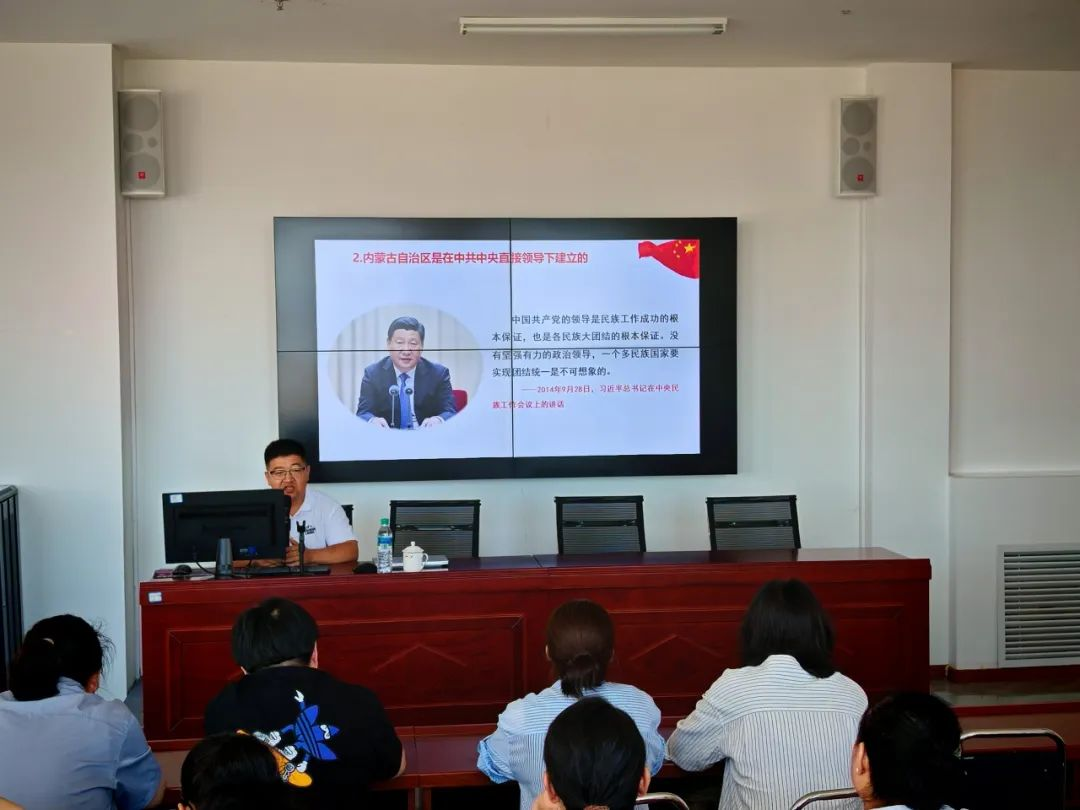 2.内蒙古自治区是在中共中央直接领导下建立的
中国共产党的领导是民族工作成功的根
本保证，也是各民族大团结的根本保证。没
有坚强有力的政治领导，一个多民族国家要
实现团结统一是不可想象的。
——2014年9月28日，习近平总书记在中央民
族工作会议上的讲话